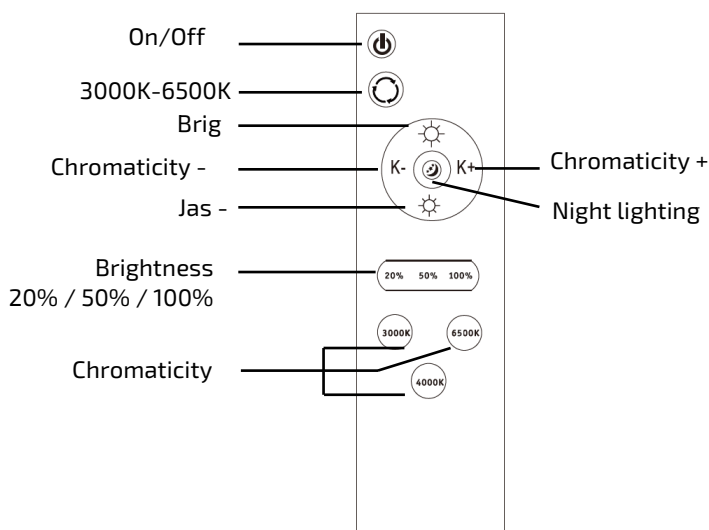 On/Off
3000K-6500K
Brig
Chromaticity -
K-
K+
Chromaticity +
Jas -
Night lighting
Brightness
20% / 50% / 100%
20% 50% 100%
3000K
6500K
Chromaticity
4000K